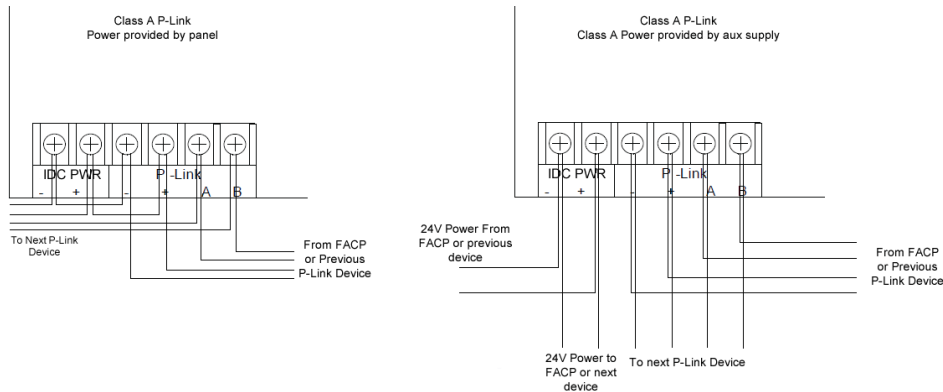 Class A P-Link
Power provided by panel
IDC PWR P -Link
- + - + A B
To Next P-Link
Device
From FACP
or Previous
P-Link Device
Class A P-Link
Class A Power provided by aux supply
IDC PWR P -Link
- + - + A B
24V Power From
FACP or previous
device
From FACP
or Previous
P-Link Device
24V Power to
FACP or next
device
To next P-Link Device